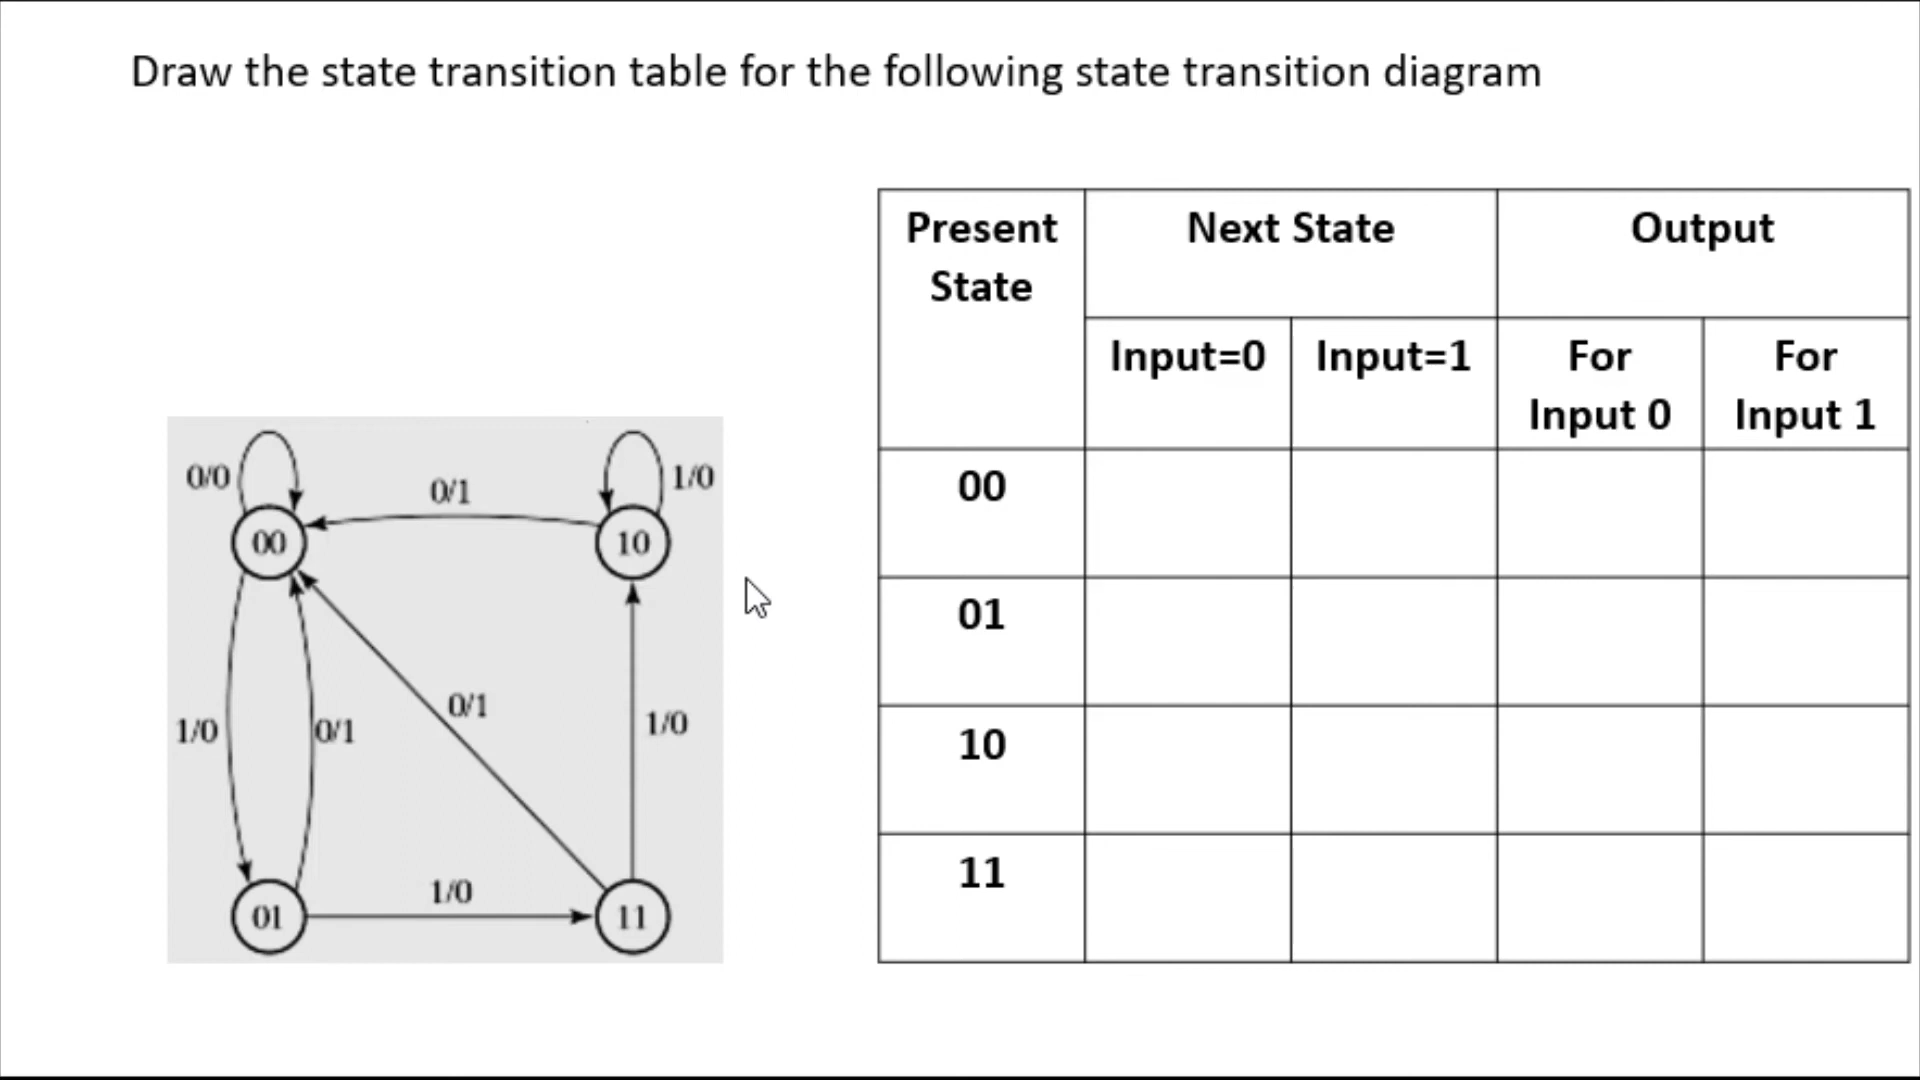 Draw the state transition table for the following state transition diagram
0/0
0/1
1/0
00
10
1/0
0/1
0/1
1/0
01
1/0
11
Present State
Next State
Output
Input=0
Input=1
For Input 0
For Input 1
00
01
10
11